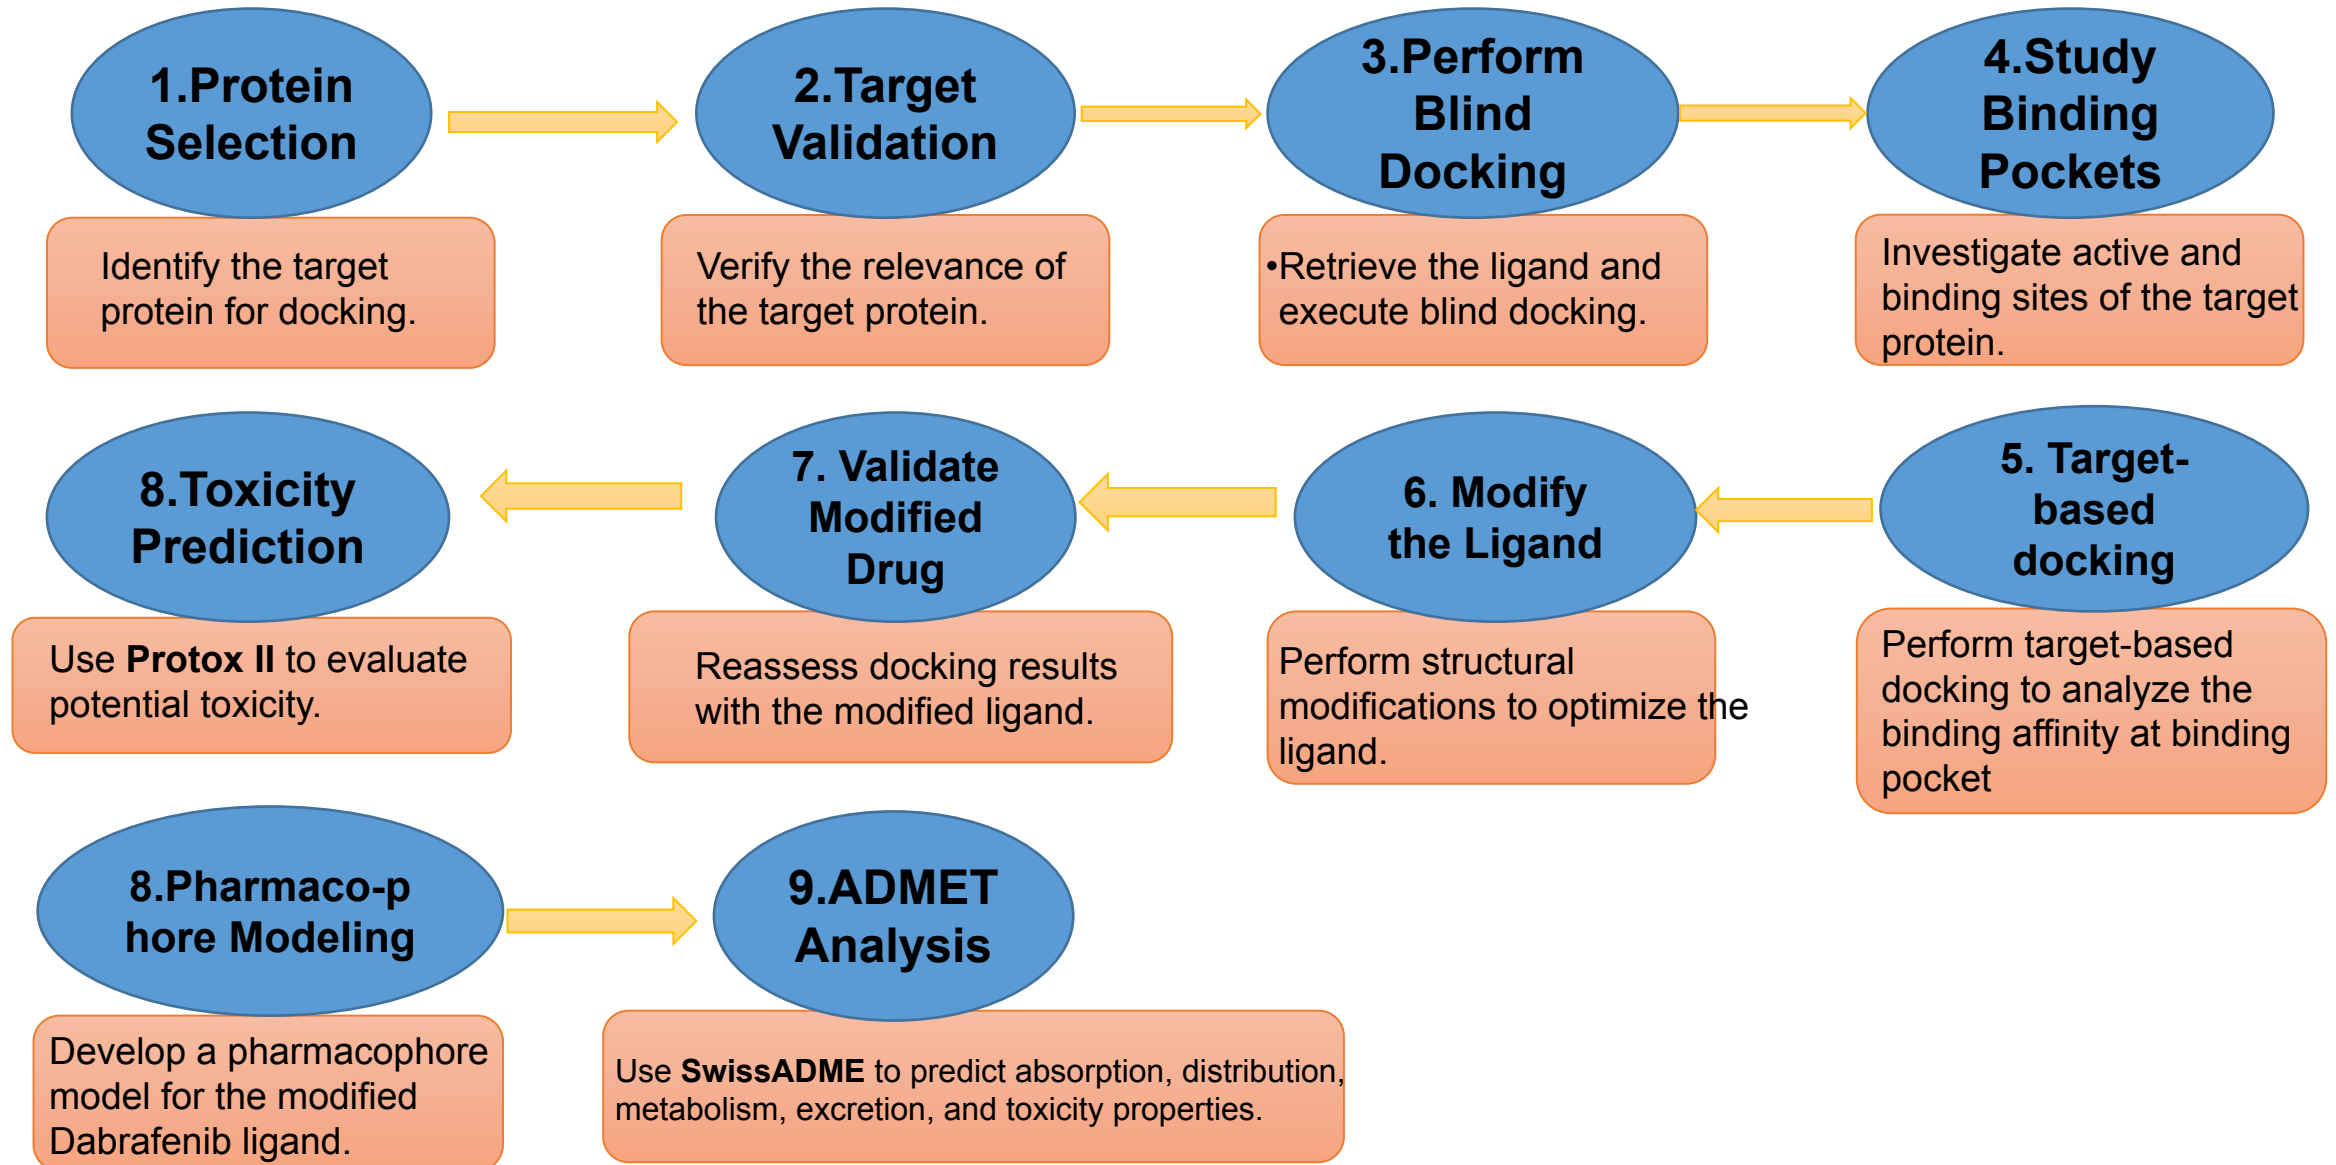 1.Protein
Selection
Identify the target
protein for docking.
2.Target
Validation
Verify the relevance of
the target protein.
3.Perform
Blind
Docking
•Retrieve the ligand and
execute blind docking.
4.Study
Binding
Pockets
Investigate active and
binding sites of the target
protein.
5. Target-
based
docking
Perform target-based
docking to analyze the
binding affinity at binding
pocket
6. Modify
the Ligand
Perform structural
modifications to optimize the
ligand.
7. Validate
Modified
Drug
Reassess docking results
with the modified ligand.
8.Toxicity
Prediction
Use Protox II to evaluate
potential toxicity.
8.Pharmaco-p
hore Modeling
Develop a pharmacophore
model for the modified
Dabrafenib ligand.
9.ADMET
Analysis
Use SwissADME to predict absorption, distribution,
metabolism, excretion, and toxicity properties.